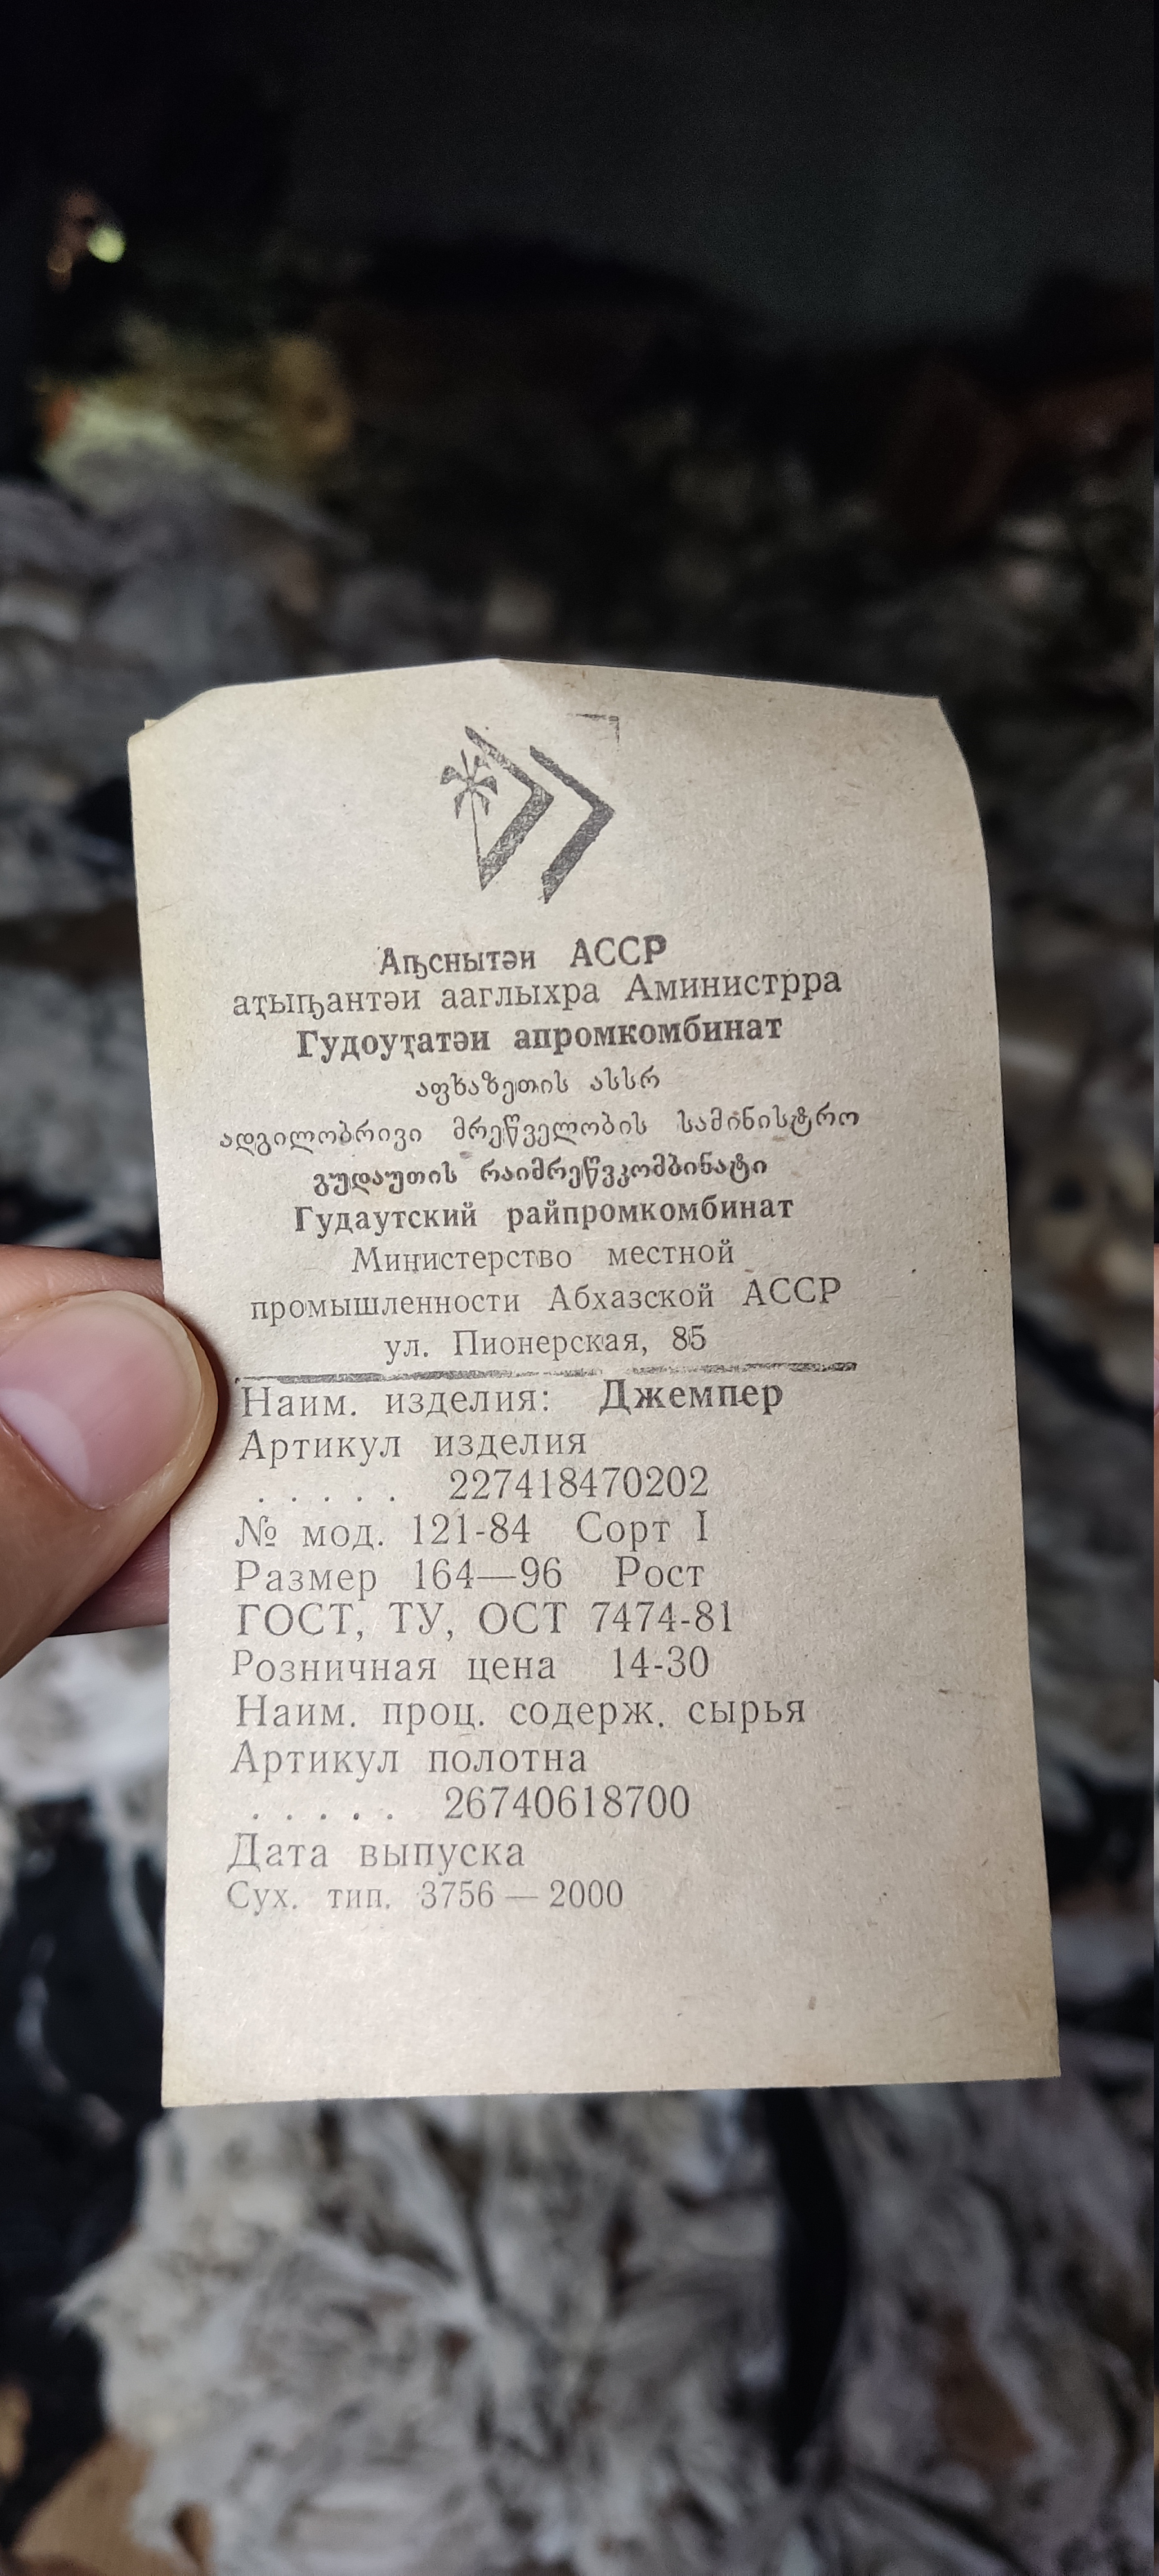 Аҧснытәи АССР
аҭыԥҧантәи ааглыхра Аминистрра
Гудоуҭатәи апромкомбинат
აფხაზეთის ასსრ
ადგილობრივი მრეწველობის სამინისტრო
გუდაუთის რაიმრეწვკომბინატი
Гудаутский райпромкомбинат
Министерство местной
промышленности Абхазской АССР
ул. Пионерская, 85
Наим. изделия: Джемпер
Артикул изделия
. . . . . 227418470202
№ мод. 121-84 Сорт I
Размер 164—96 Рост
ГОСТ, ТУ, ОСТ 7474-81
Розничная цена 14-30
Наим. проц. содерж. сырья
Артикул полотна
. . . . . 26740618700
Дата выпуска
Сух. тип. 3756 — 2000